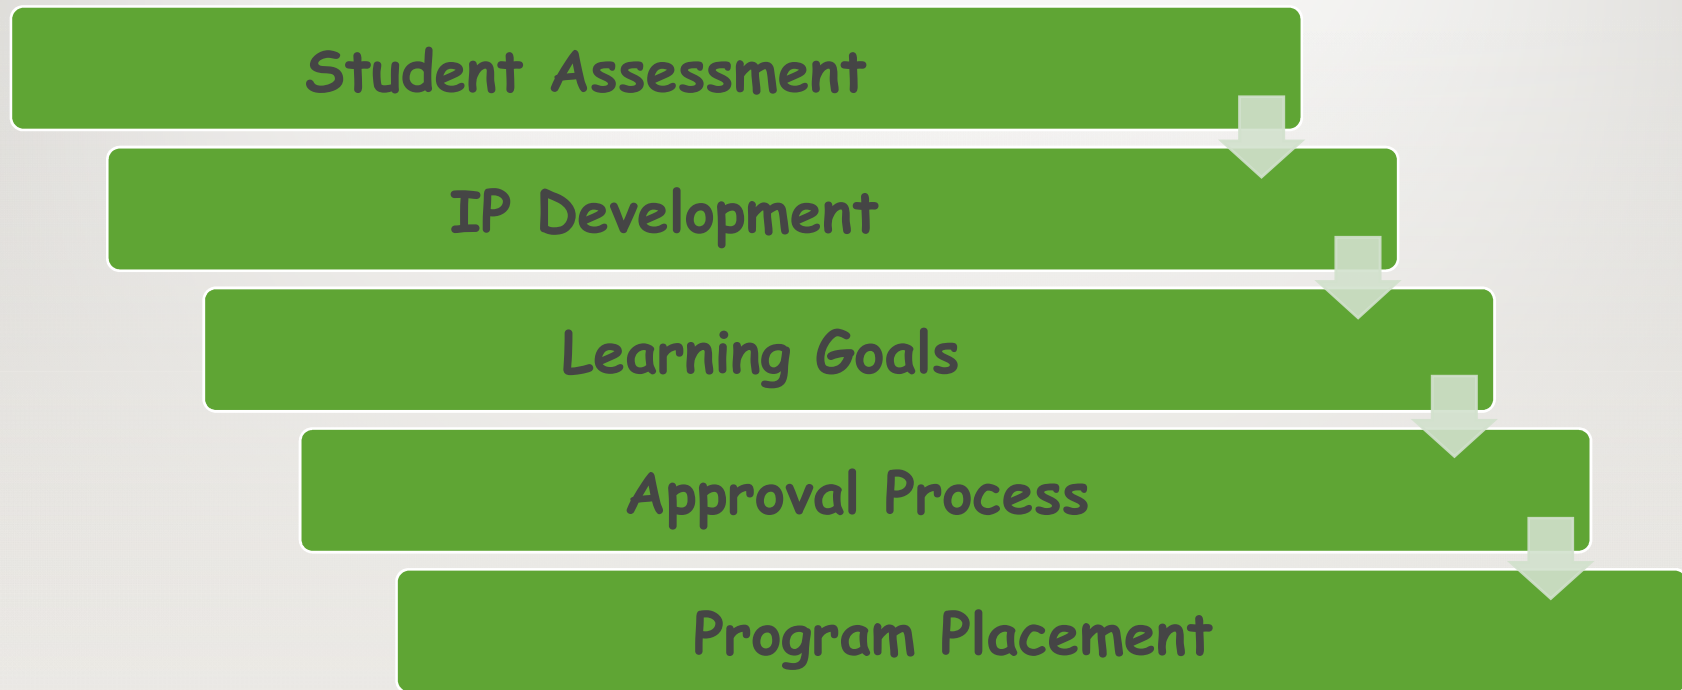 Student Assessment
IP Development
Learning Goals
Approval Process
Program Placement